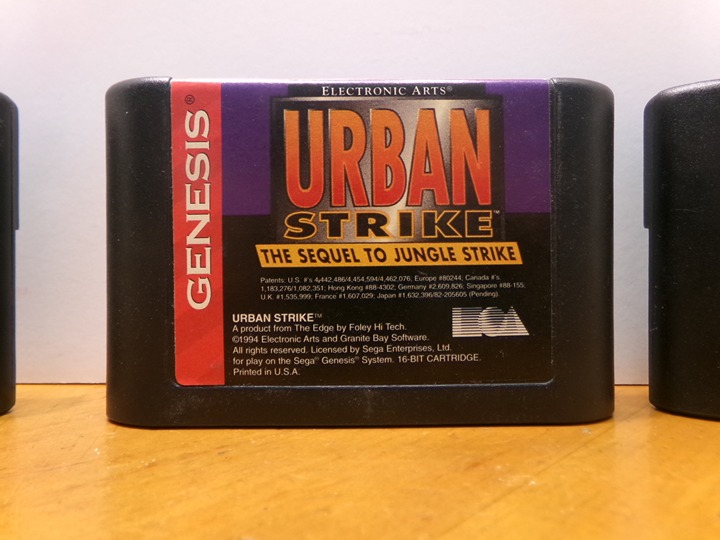 GENESIS®
ELECTRONIC ARTS®
URBAN
STRIKE™
THE SEQUEL TO JUNGLE STRIKE
Patents: U.S. #'s 4,442,486/4,454,594/4,462,076; Europe #80244; Canada #'s
1,183,276/1,082,351; Hong Kong #88-4302; Germany #2,609,826; Singapore #88-155;
U.K. #1,535,999; France #1,607,029; Japan #1,632,396/82-205605 (Pending).
EA
URBAN STRIKE™
A product from The Edge by Foley Hi Tech.
©1994 Electronic Arts and Granite Bay Software.
All rights reserved. Licensed by Sega Enterprises, Ltd.
for play on the Sega™ Genesis™ System. 16-BIT CARTRIDGE.
Printed in U.S.A.